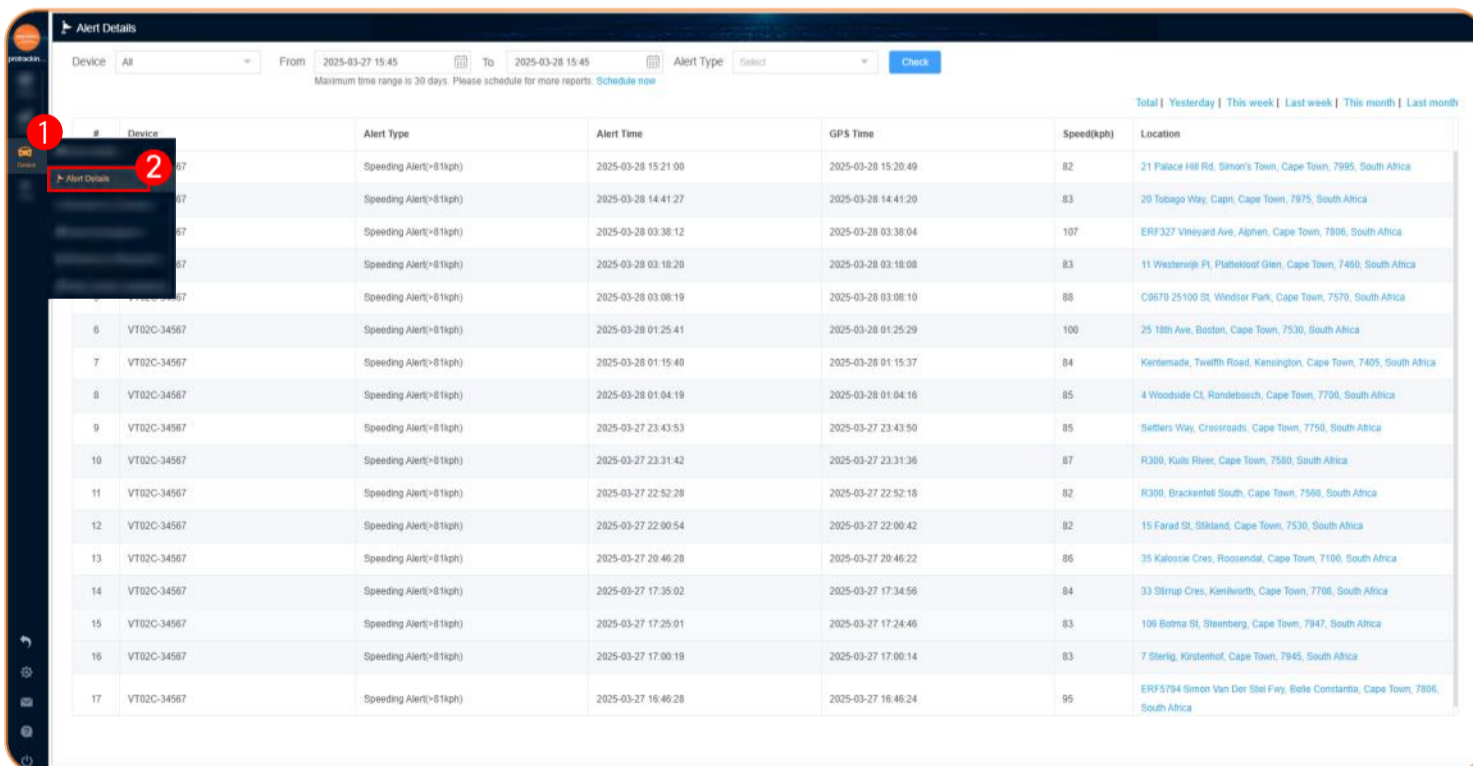 Alert Details
protrackin...
Device All From 2025-03-27 15:45 To 2025-03-28 15:45 Alert Type Select Check
Maximum time range is 30 days. Please schedule for more reports. Schedule now
Total | Yesterday | This week | Last week | This month | Last month
1
Device
2
Alert Details
# Device Alert Type Alert Time GPS Time Speed(kph) Location
67 Speeding Alert(>81kph) 2025-03-28 15:21:00 2025-03-28 15:20:49 82 21 Palace Hill Rd, Simon's Town, Cape Town, 7995, South Africa
67 Speeding Alert(>81kph) 2025-03-28 14:41:27 2025-03-28 14:41:20 83 20 Tobago Way, Capri, Cape Town, 7975, South Africa
67 Speeding Alert(>81kph) 2025-03-28 03:38:12 2025-03-28 03:38:04 107 ERF327 Vineyard Ave, Alphen, Cape Town, 7806, South Africa
67 Speeding Alert(>81kph) 2025-03-28 03:18:20 2025-03-28 03:18:08 83 11 Westerwijk Pl, Plattekloof Glen, Cape Town, 7460, South Africa
67 Speeding Alert(>81kph) 2025-03-28 03:08:19 2025-03-28 03:08:10 88 C0678 25100 St, Windsor Park, Cape Town, 7570, South Africa
6 VT02C-34567 Speeding Alert(>81kph) 2025-03-28 01:25:41 2025-03-28 01:25:29 100 25 18th Ave, Boston, Cape Town, 7530, South Africa
7 VT02C-34567 Speeding Alert(>81kph) 2025-03-28 01:15:40 2025-03-28 01:15:37 84 Kentemade, Twelfth Road, Kensington, Cape Town, 7405, South Africa
8 VT02C-34567 Speeding Alert(>81kph) 2025-03-28 01:04:19 2025-03-28 01:04:16 85 4 Woodside Ct, Rondebosch, Cape Town, 7700, South Africa
9 VT02C-34567 Speeding Alert(>81kph) 2025-03-27 23:43:53 2025-03-27 23:43:50 85 Settlers Way, Crossroads, Cape Town, 7750, South Africa
10 VT02C-34567 Speeding Alert(>81kph) 2025-03-27 23:31:42 2025-03-27 23:31:36 87 R300, Kuils River, Cape Town, 7580, South Africa
11 VT02C-34567 Speeding Alert(>81kph) 2025-03-27 22:52:28 2025-03-27 22:52:18 82 R300, Brackenfell South, Cape Town, 7560, South Africa
12 VT02C-34567 Speeding Alert(>81kph) 2025-03-27 22:00:54 2025-03-27 22:00:42 82 15 Farad St, Stikland, Cape Town, 7530, South Africa
13 VT02C-34567 Speeding Alert(>81kph) 2025-03-27 20:46:28 2025-03-27 20:46:22 86 35 Kalossie Cres, Roosendal, Cape Town, 7100, South Africa
14 VT02C-34567 Speeding Alert(>81kph) 2025-03-27 17:35:02 2025-03-27 17:34:56 84 33 Stirrup Cres, Kenilworth, Cape Town, 7708, South Africa
15 VT02C-34567 Speeding Alert(>81kph) 2025-03-27 17:25:01 2025-03-27 17:24:46 83 106 Botma St, Steenberg, Cape Town, 7947, South Africa
16 VT02C-34567 Speeding Alert(>81kph) 2025-03-27 17:00:19 2025-03-27 17:00:14 83 7 Sterlig, Kirstenhof, Cape Town, 7945, South Africa
17 VT02C-34567 Speeding Alert(>81kph) 2025-03-27 16:46:28 2025-03-27 16:46:24 95 ERF5794 Simon Van Der Stel Fwy, Belle Constantia, Cape Town, 7806,
South Africa